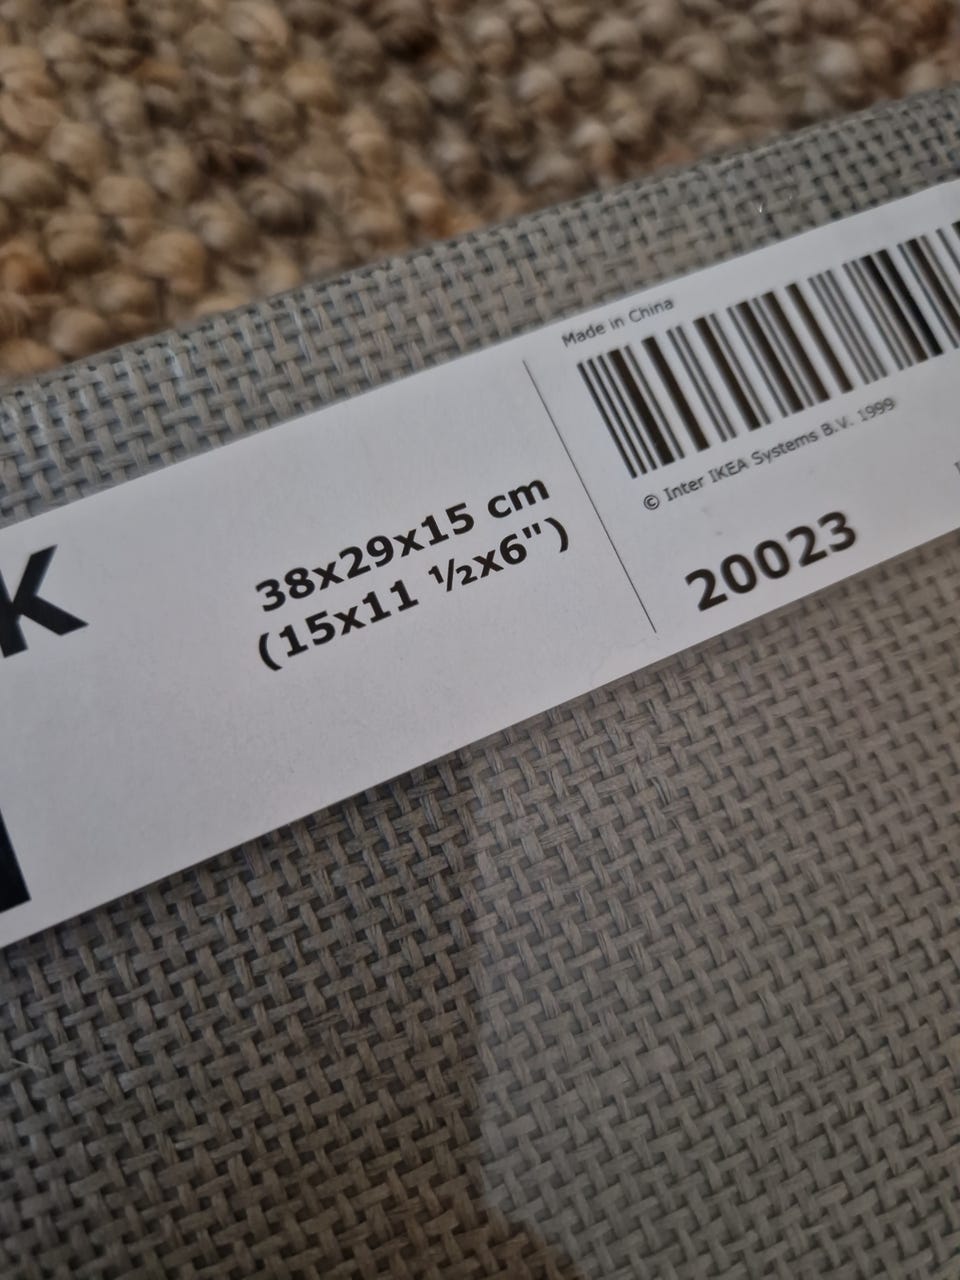 K
38x29x15 cm
(15x11 ½x6")
Made in China
© Inter IKEA Systems B.V. 1999
20023